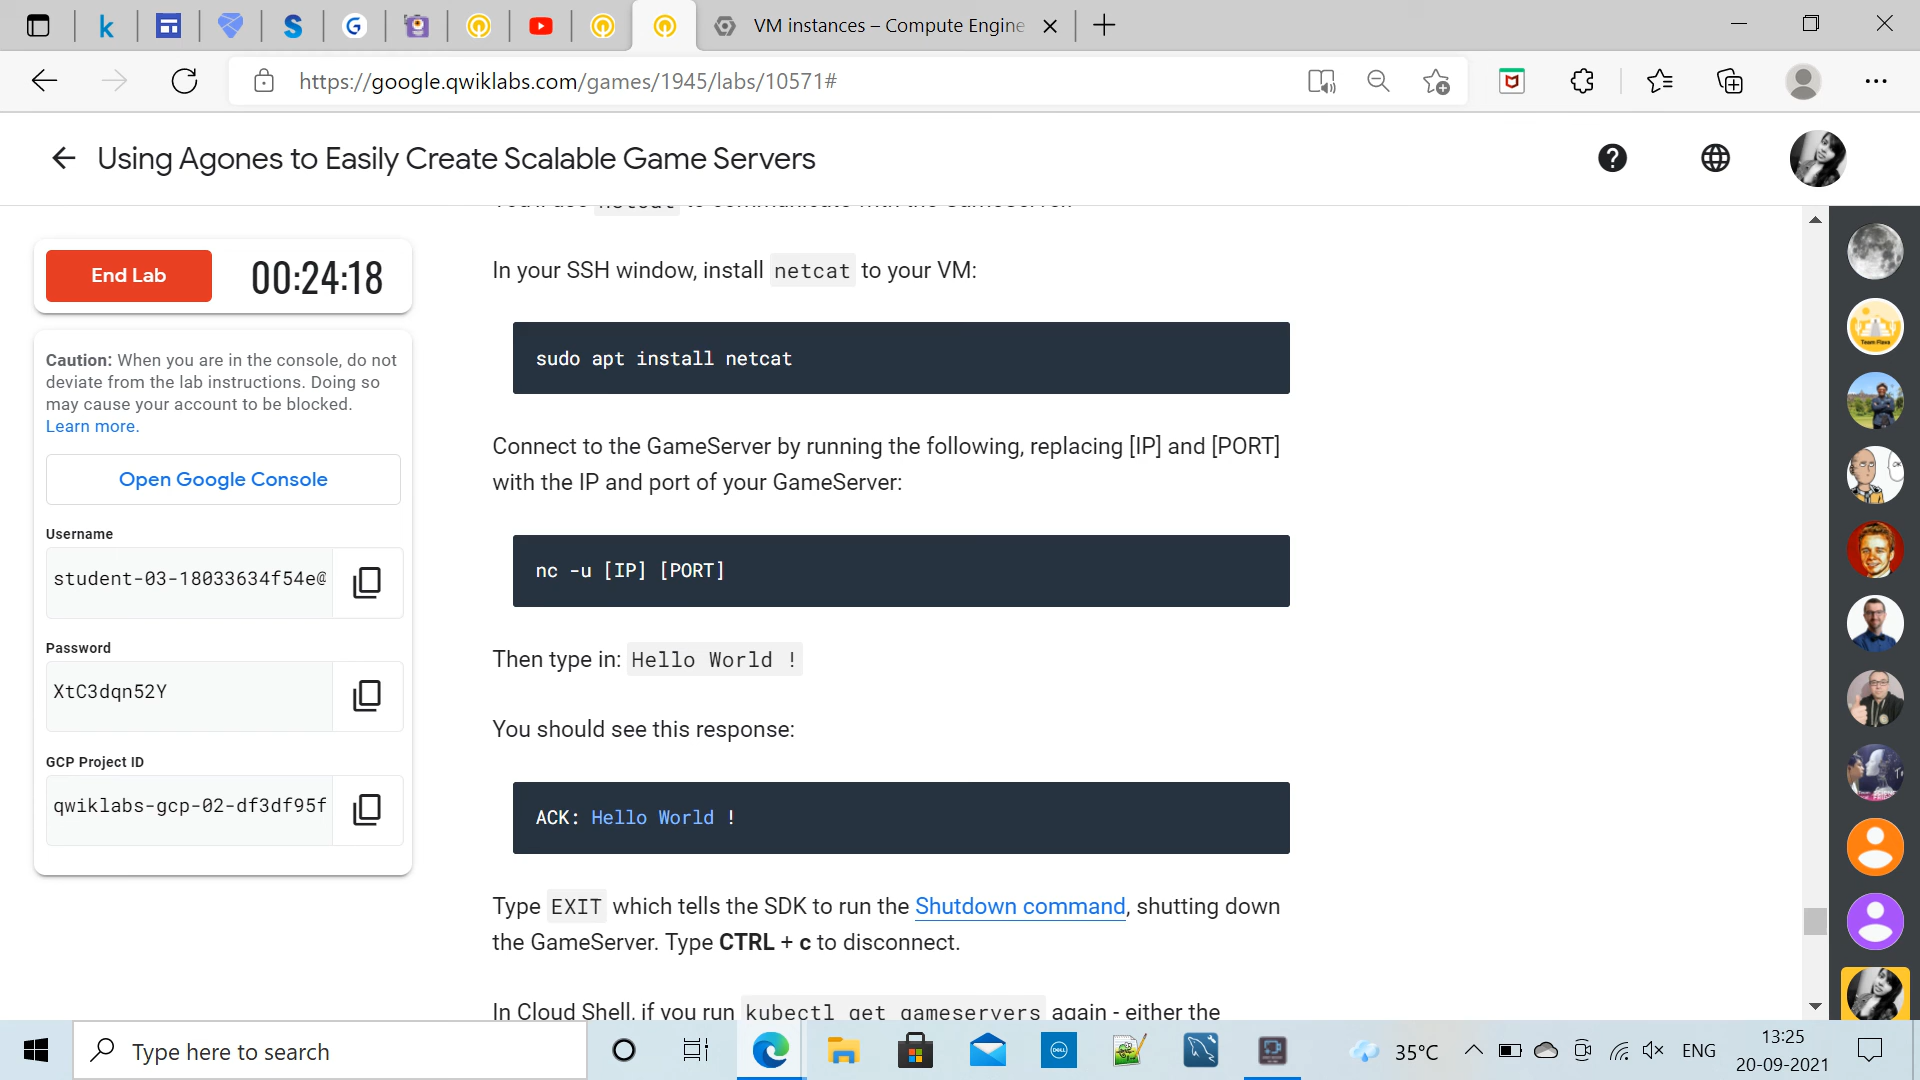 VM instances – Compute Engine
https://google.qwiklabs.com/games/1945/labs/10571#
Using Agones to Easily Create Scalable Game Servers
End Lab
00:24:18
Caution: When you are in the console, do not
deviate from the lab instructions. Doing so
may cause your account to be blocked.
Learn more.
Open Google Console
Username
student-03-18033634f54e@
Password
XtC3dqn52Y
GCP Project ID
qwiklabs-gcp-02-df3df95f
In your SSH window, install netcat to your VM:
sudo apt install netcat
Connect to the GameServer by running the following, replacing [IP] and [PORT]
with the IP and port of your GameServer:
nc -u [IP] [PORT]
Then type in: Hello World !
You should see this response:
ACK: Hello World !
Type EXIT which tells the SDK to run the Shutdown command, shutting down
the GameServer. Type CTRL + c to disconnect.
In Cloud Shell, if you run kubectl get gameservers again - either the
Type here to search
35°C
ENG
13:25
20-09-2021